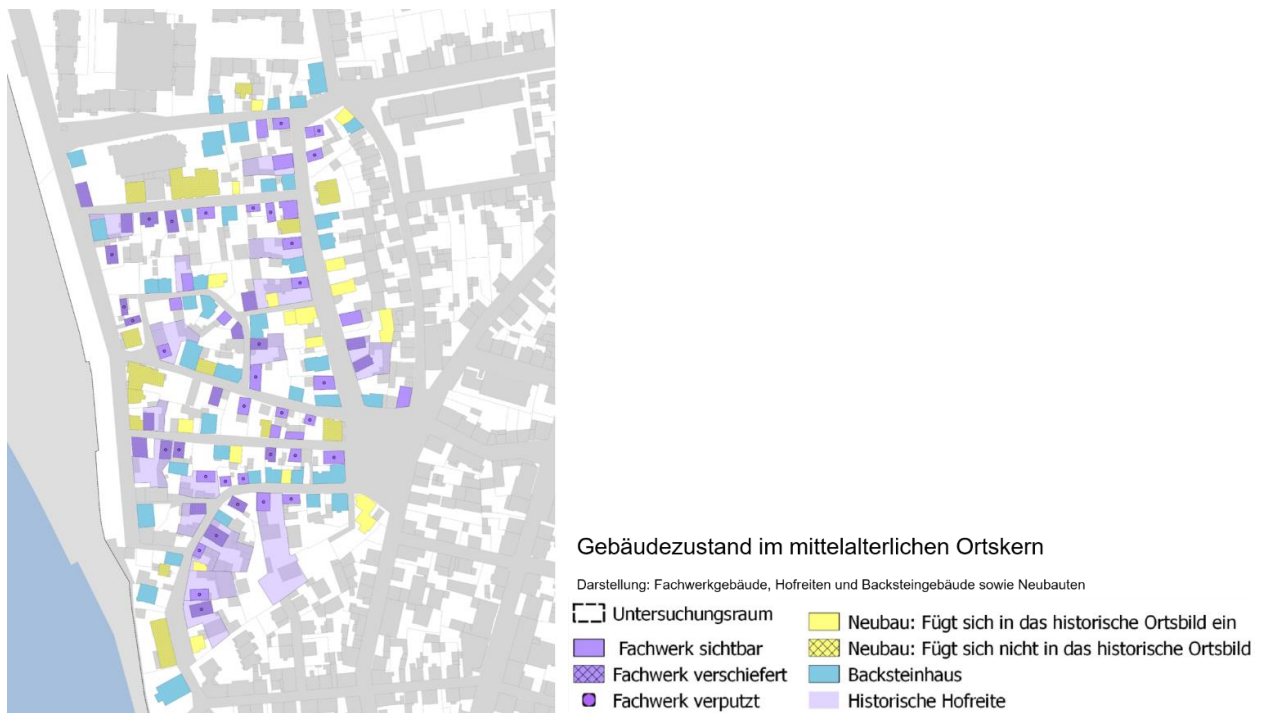 Gebäudezustand im mittelalterlichen Ortskern
Darstellung: Fachwerkgebäude, Hofreiten und Backsteingebäude sowie Neubauten
Untersuchungsraum
Fachwerk sichtbar
Fachwerk verschiefert
Fachwerk verputzt
Neubau: Fügt sich in das historische Ortsbild ein
Neubau: Fügt sich nicht in das historische Ortsbild
Backsteinhaus
Historische Hofreite